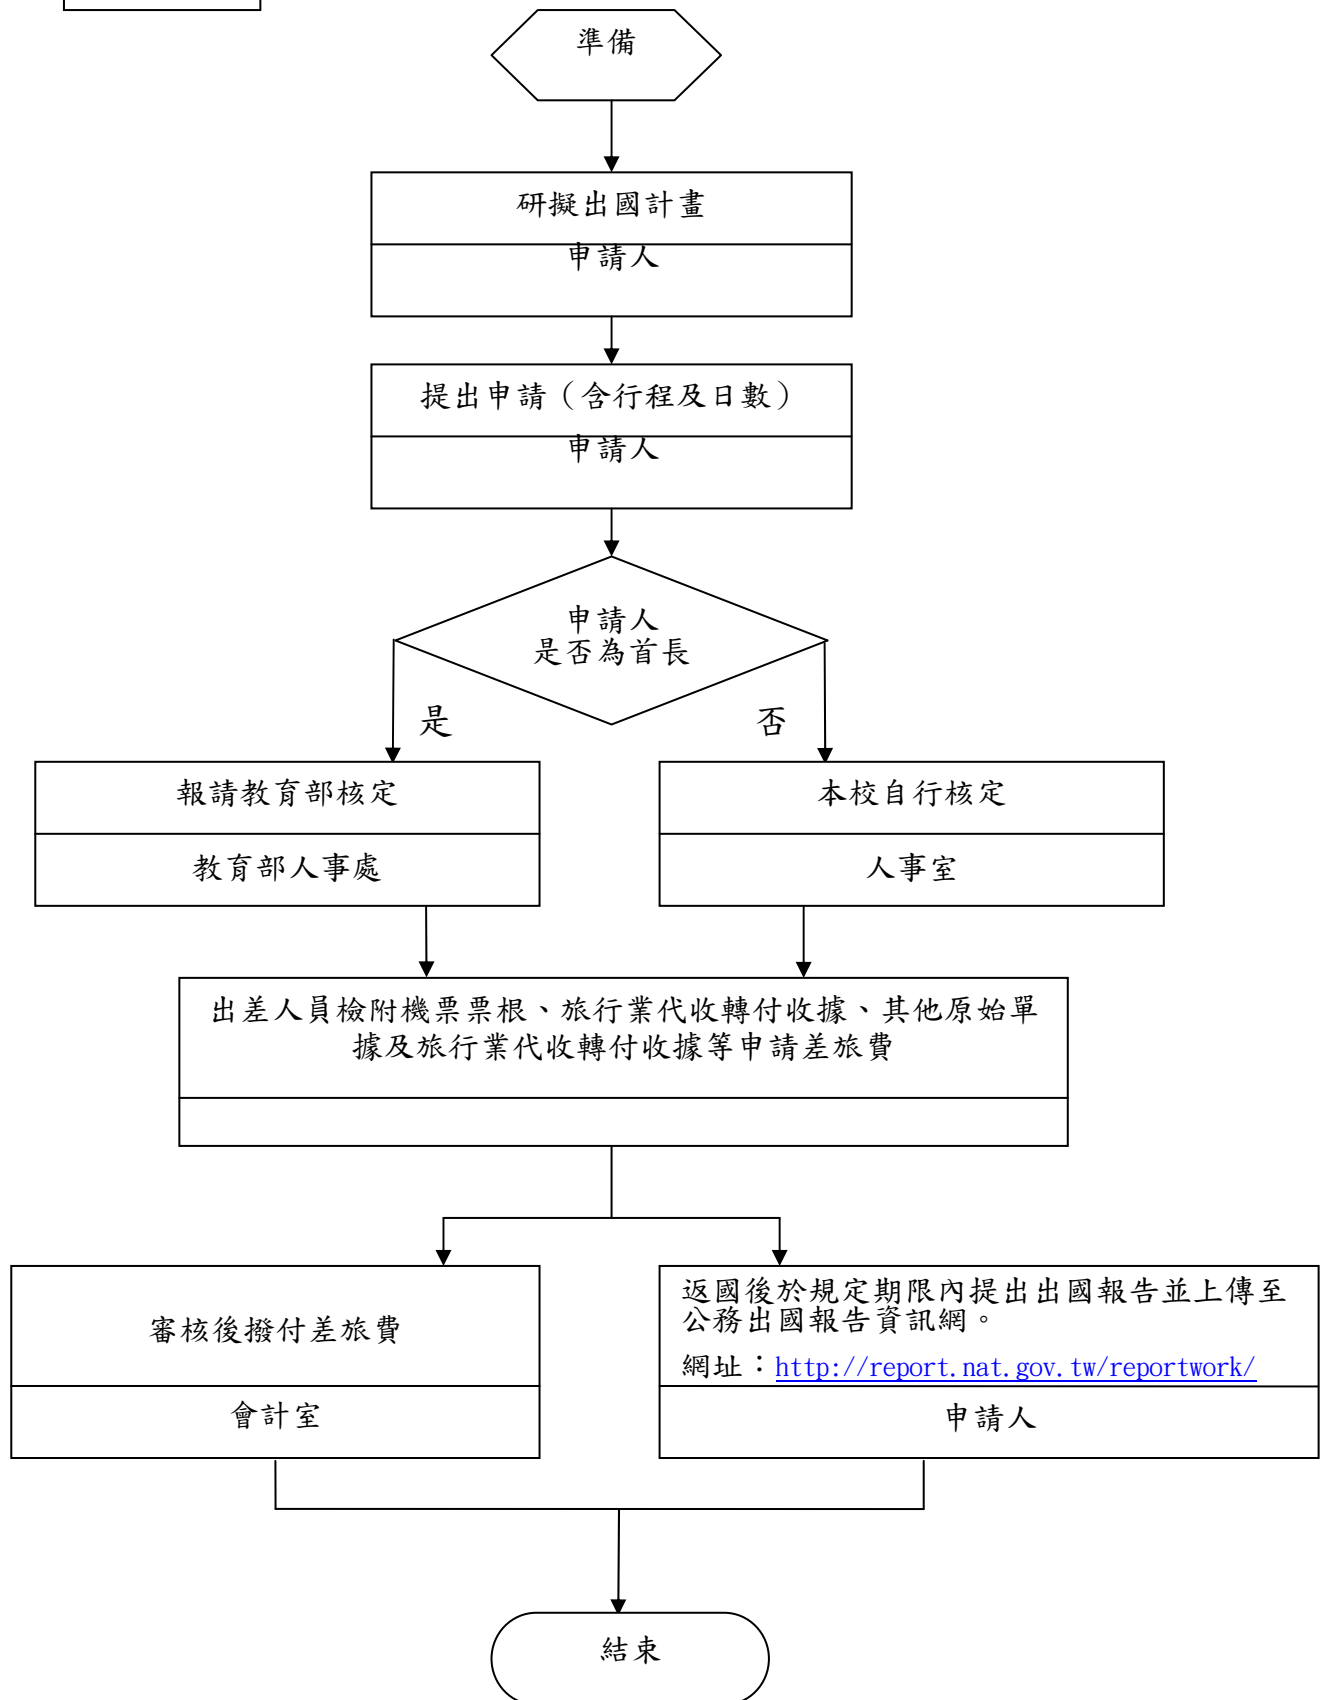 準備
研擬出國計畫
申請人
提出申請（含行程及日數）
申請人
申請人
是否為首長
是
否
報請教育部核定
教育部人事處
本校自行核定
人事室
出差人員檢附機票票根、旅行業代收轉付收據、其他原始單
據及旅行業代收轉付收據等申請差旅費
審核後撥付差旅費
會計室
返國後於規定期限內提出出國報告並上傳至
公務出國報告資訊網。
網址：http://report.nat.gov.tw/reportwork/
申請人
結束